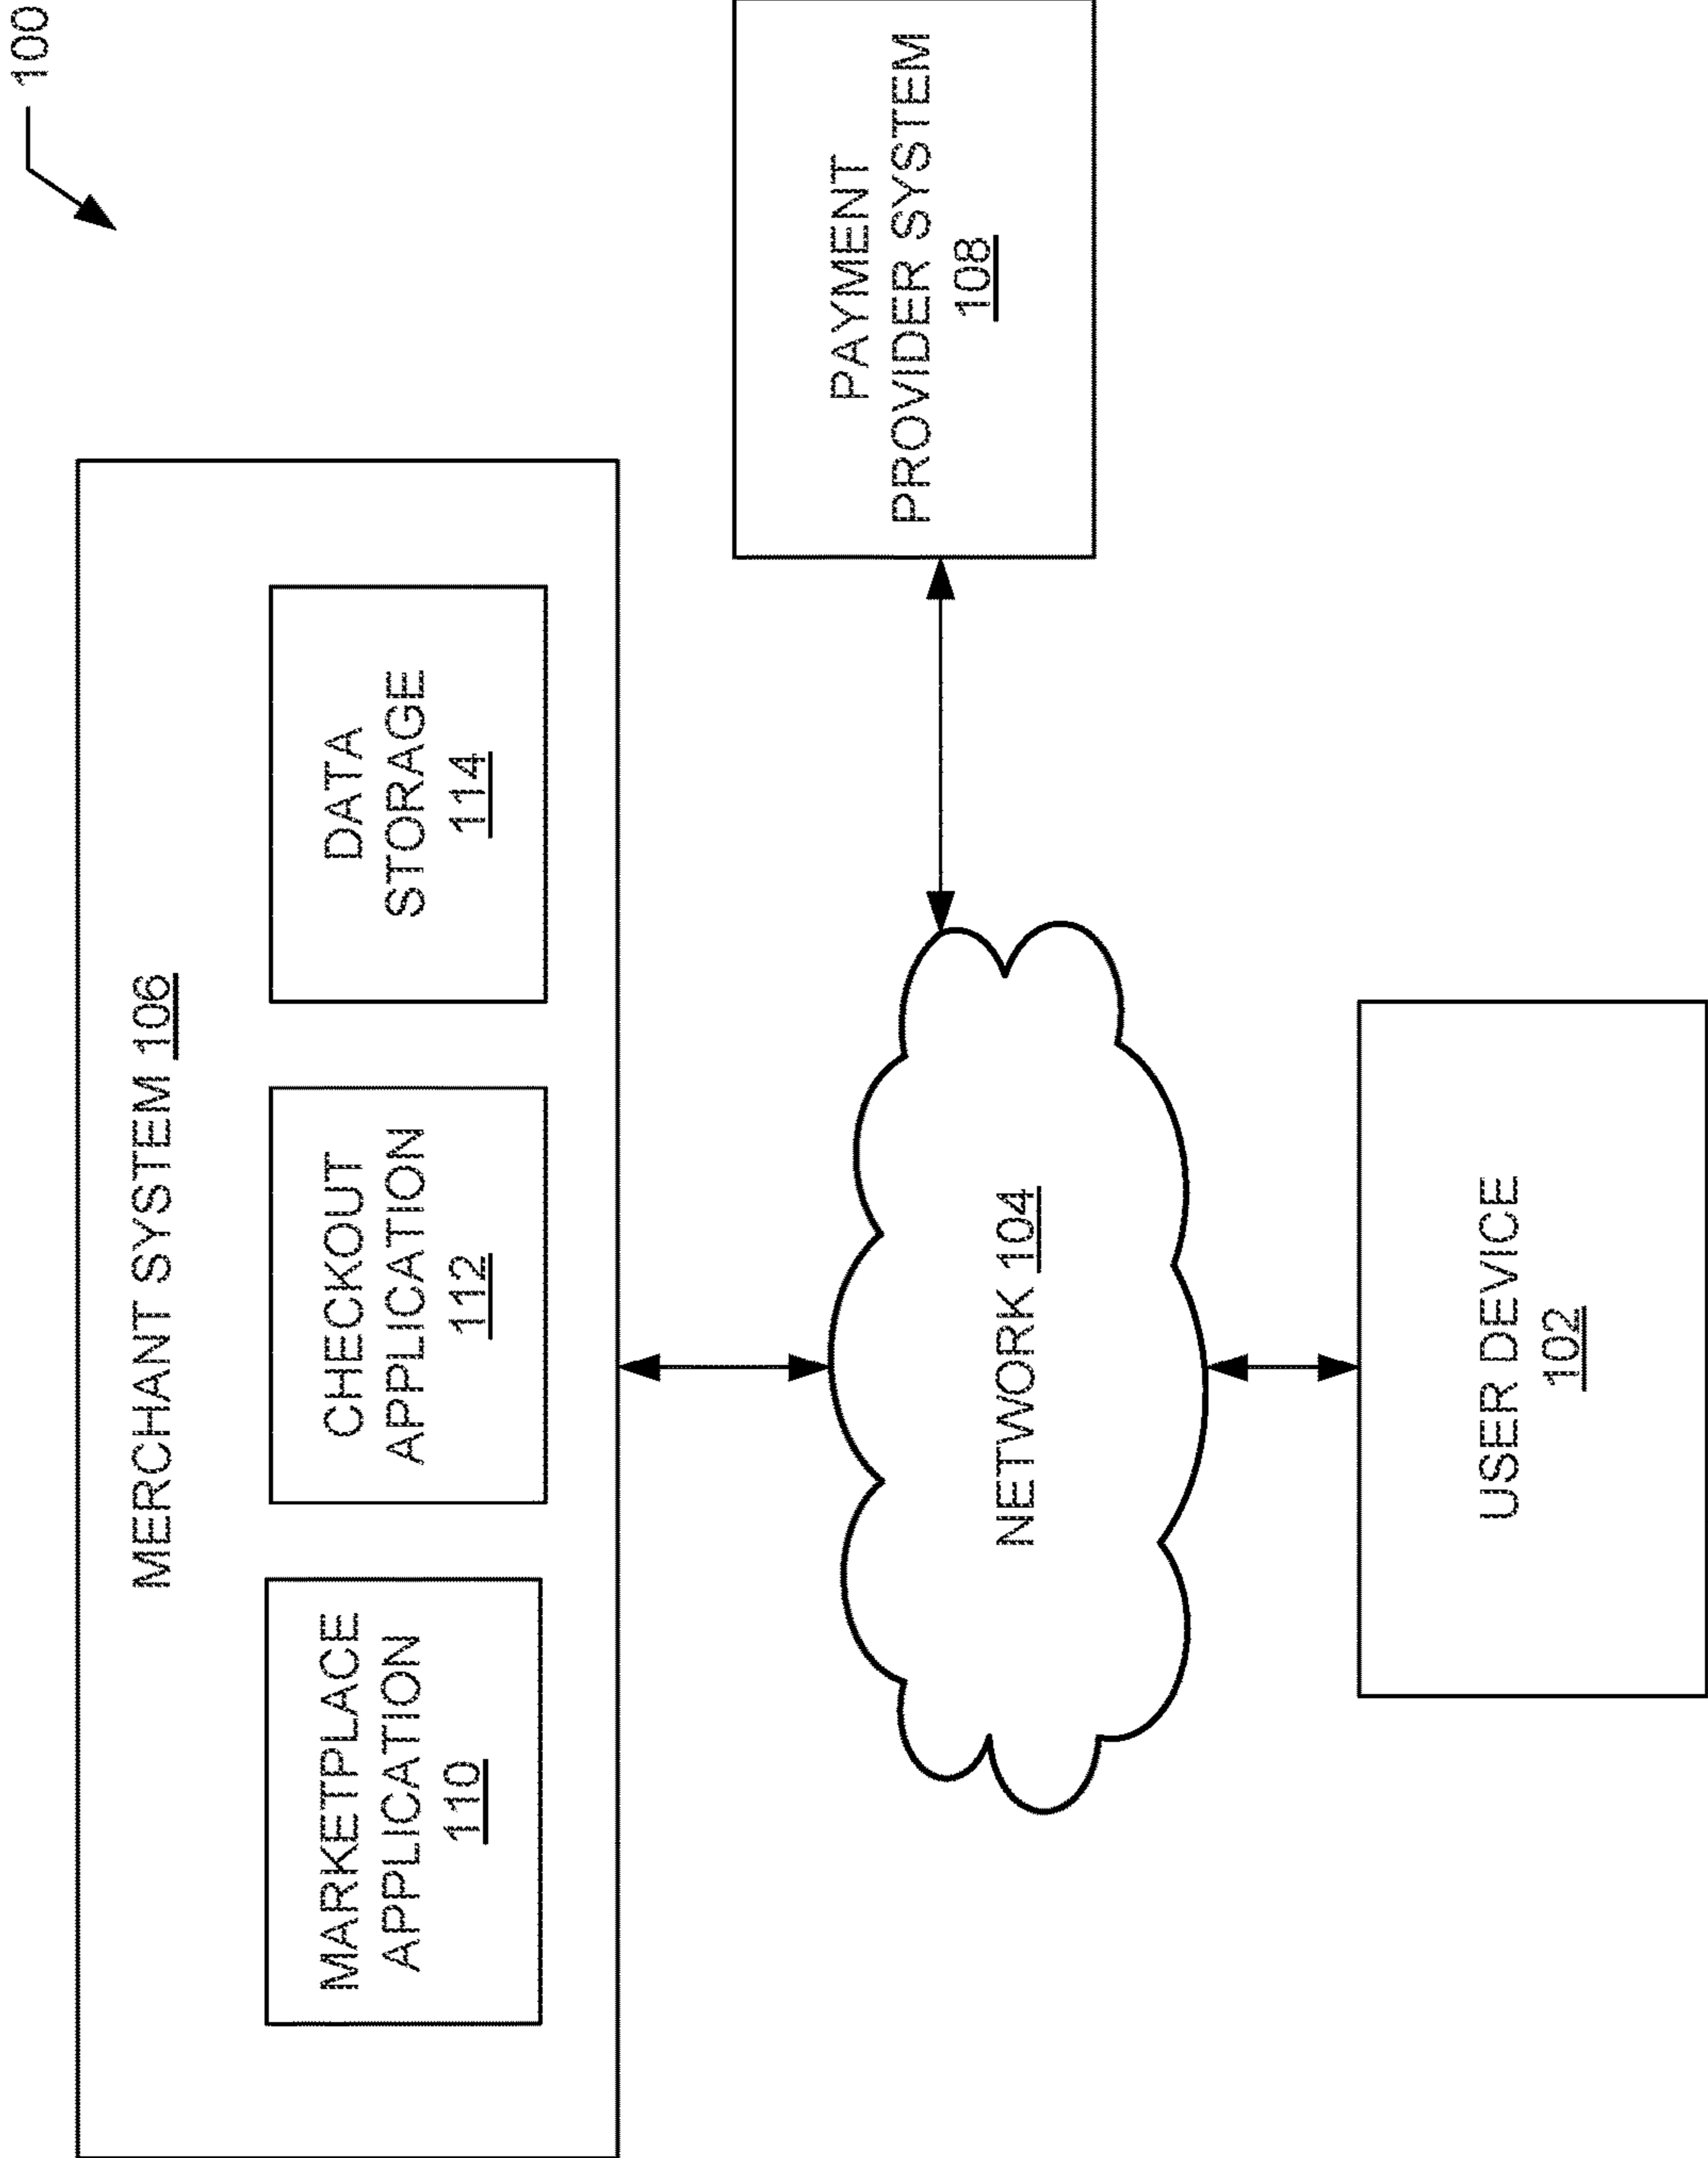 100
MERCHANT SYSTEM 106
MARKETPLACE
APPLICATION
110
CHECKOUT
APPLICATION
112
DATA
STORAGE
114
NETWORK 104
PAYMENT
PROVIDER SYSTEM
108
USER DEVICE
102